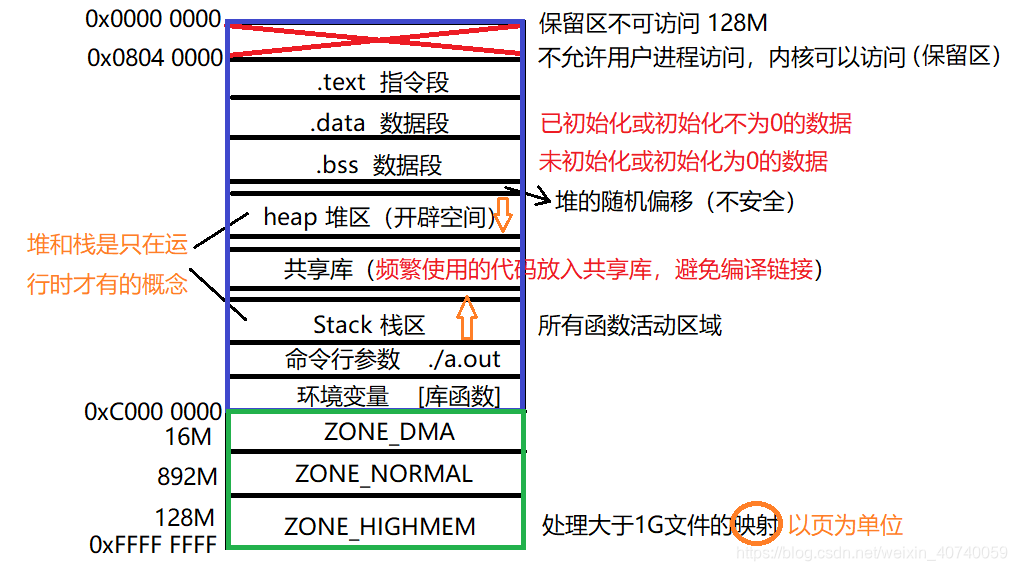 0x0000 0000
保留区不可访问 128M
0x0804 0000
不允许用户进程访问，内核可以访问（保留区）
.text 指令段
.data 数据段
已初始化或初始化不为0的数据
.bss 数据段
未初始化或初始化为0的数据
堆的随机偏移（不安全）
heap 堆区（开辟空间）
堆和栈是只在运
行时才有的概念
共享库（频繁使用的代码放入共享库，避免编译链接）
Stack 栈区
所有函数活动区域
命令行参数 ./a.out
环境变量 [库函数]
0xC000 0000
16M
ZONE_DMA
892M
ZONE_NORMAL
128M
ZONE_HIGHMEM
处理大于1G文件的映射 以页为单位
0xFFFF FFFF
https://blog.csdn.net/weixin_40740059